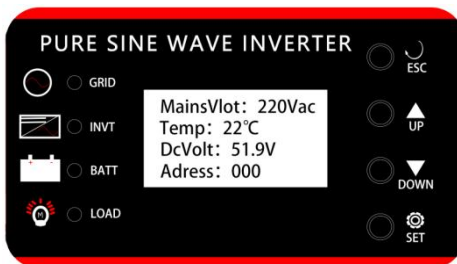 PURE SINE WAVE INVERTER
ESC
GRID
MainsVlot: 220Vac
UP
INVT
Temp: 22℃
DcVolt: 51.9V
BATT
Adress: 000
DOWN
M
LOAD
SET